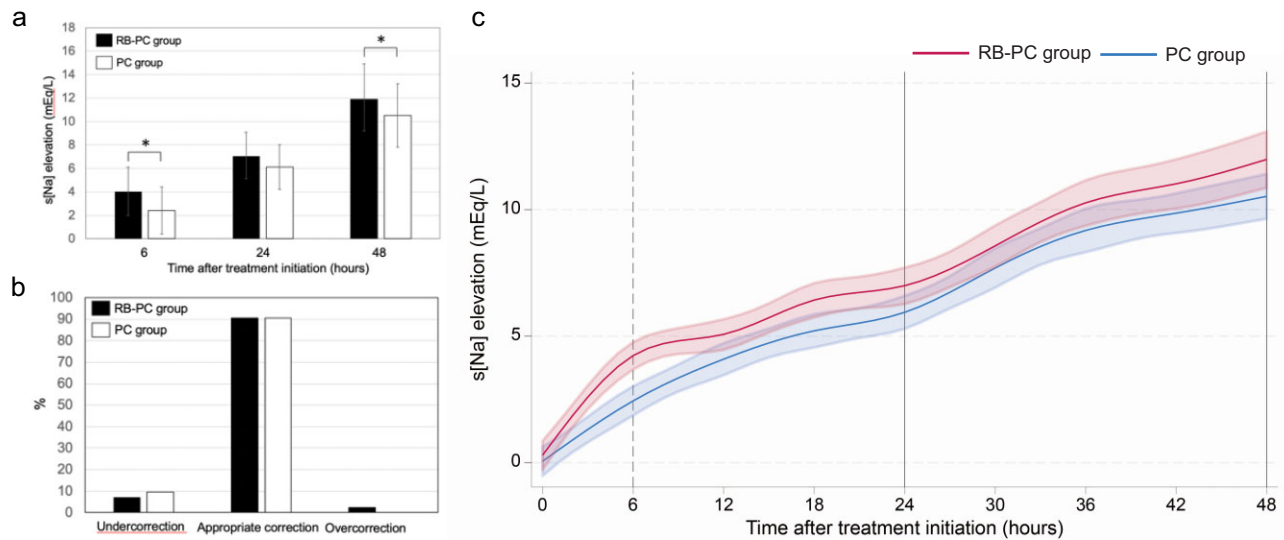 a
18
16
14
12
10
8
6
4
2
0
s[Na] elevation (mEq/L)
RB-PC group
PC group
*
*
6 24 48
Time after treatment initiation (hours)
b
100
90
80
70
60
50
40
30
20
10
0
%
RB-PC group
PC group
Undercorrection Appropriate correction Overcorrection
c
RB-PC group PC group
15
10
5
0
s[Na] elevation (mEq/L)
0 6 12 18 24 30 36 42 48
Time after treatment initiation (hours)